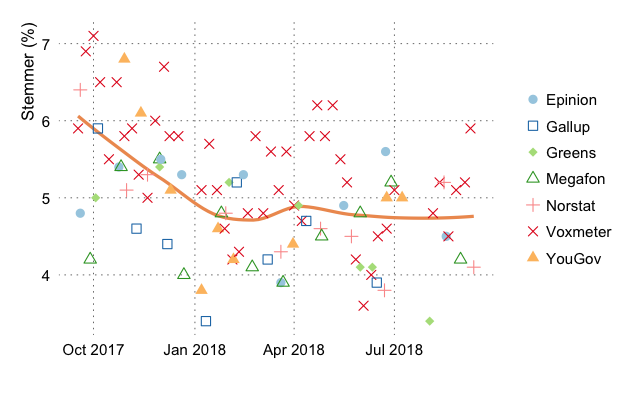 Stemmer (%)
7
6
5
4
Oct 2017
Jan 2018
Apr 2018
Jul 2018
Epinion
Gallup
Greens
Megafon
Norstat
Voxmeter
YouGov